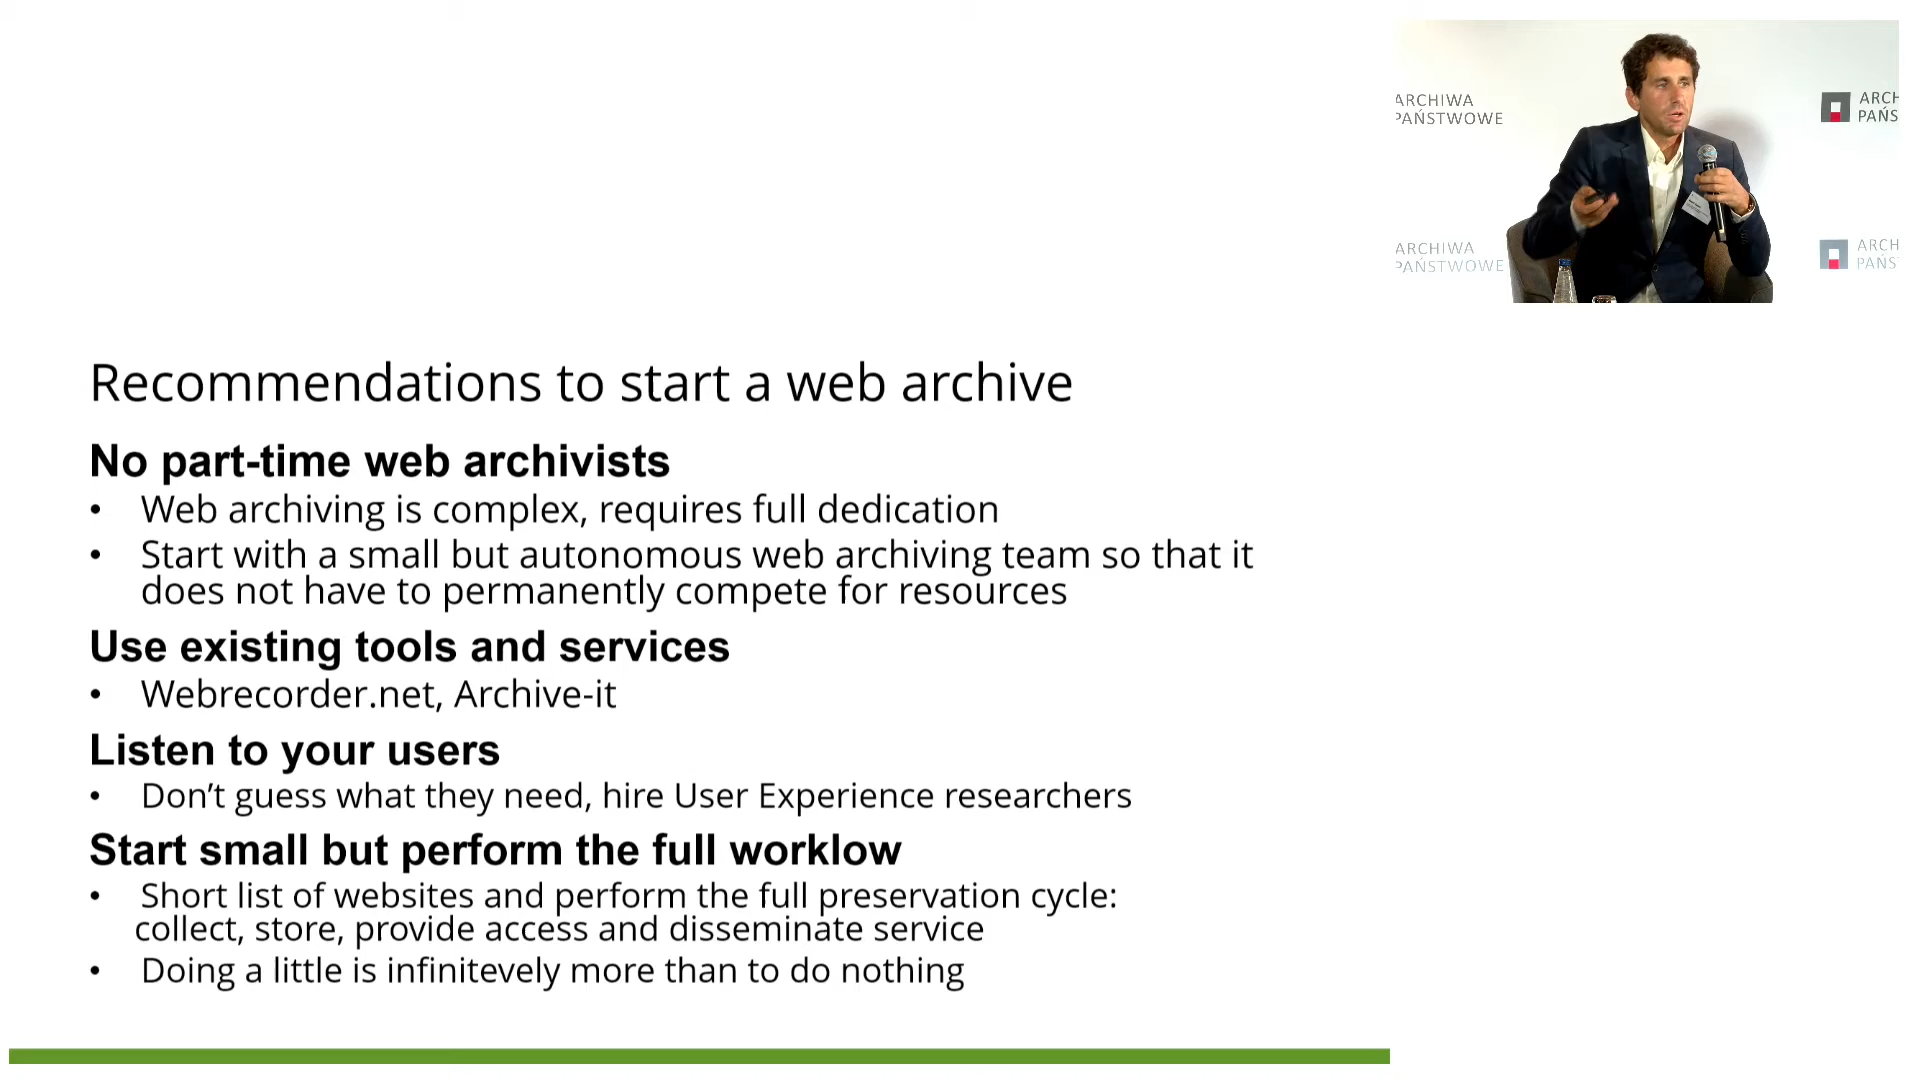 ARCHIWA
PAŃSTWOWE
ARCH
PAŃS
ARCHIWA
PAŃSTWOWE
ARCH
PAŃS
Recommendations to start a web archive
No part-time web archivists
• Web archiving is complex, requires full dedication
• Start with a small but autonomous web archiving team so that it
does not have to permanently compete for resources
Use existing tools and services
• Webrecorder.net, Archive-it
Listen to your users
• Don’t guess what they need, hire User Experience researchers
Start small but perform the full worklow
• Short list of websites and perform the full preservation cycle:
collect, store, provide access and disseminate service
• Doing a little is infinitevely more than to do nothing